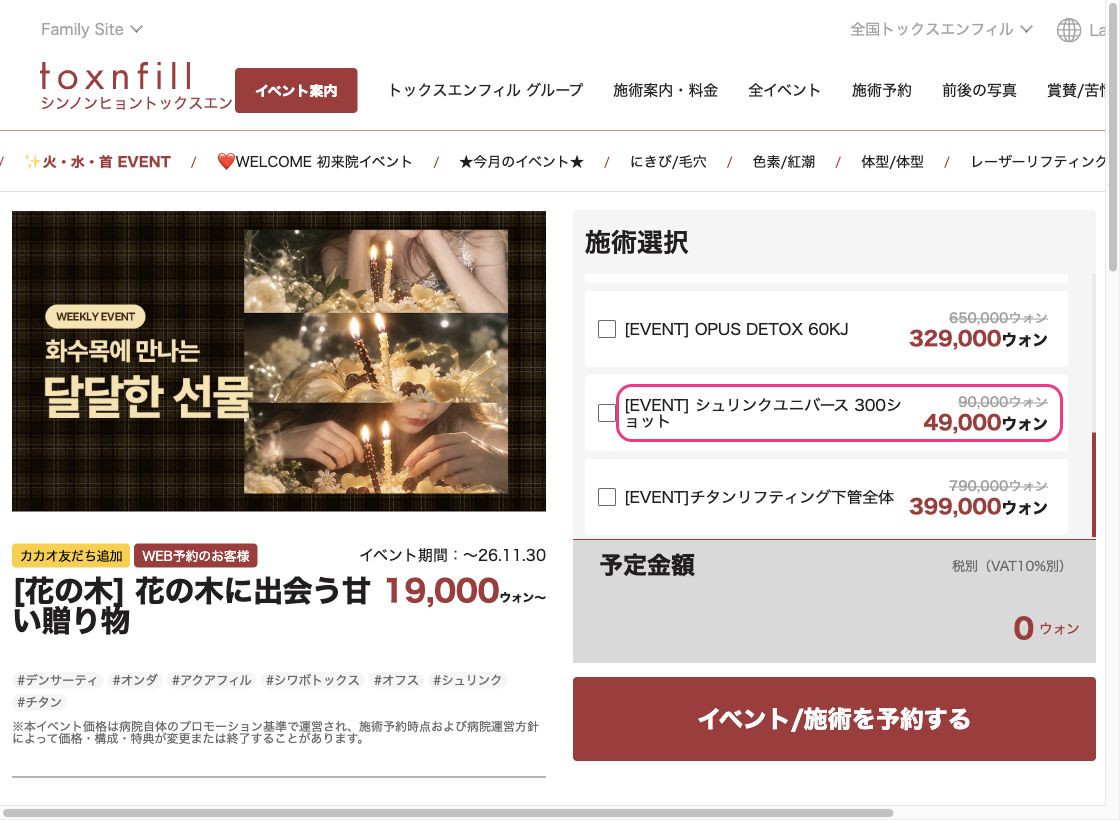 Family Site
全国トックスエンフィル
toxnfill
シンノンヒョントックスエン
イベント案内
トックスエンフィル グループ
施術案内・料金
全イベント
施術予約
前後の写真
/
✨火・水・首 EVENT
/
❤️WELCOME 初来院イベント
/
★今月のイベント★
/
にきび/毛穴
/
色素/紅潮
/
体型/体型
/
レーザーリフティング
WEEKLY EVENT
화수목에 만나는
달달한 선물
カカオ友だち追加
WEB予約のお客様
イベント期間：〜26.11.30
[花の木] 花の木に出会う甘
い贈り物
19,000ウォン〜
#デンサーティ #オンダ #アクアフィル #シワボトックス #オフス #シュリンク
#チタン
※本イベント価格は病院自体のプロモーション基準で運営され、施術予約時点および病院運営方針
によって価格・構成・特典が変更または終了することがあります。
施術選択
[EVENT] OPUS DETOX 60KJ
650,000ウォン
329,000ウォン
[EVENT] シュリンクユニバース 300シ
ョット
90,000ウォン
49,000ウォン
[EVENT]チタンリフティング下管全体
790,000ウォン
399,000ウォン
予定金額
税別（VAT10%別）
0 ウォン
イベント/施術を予約する